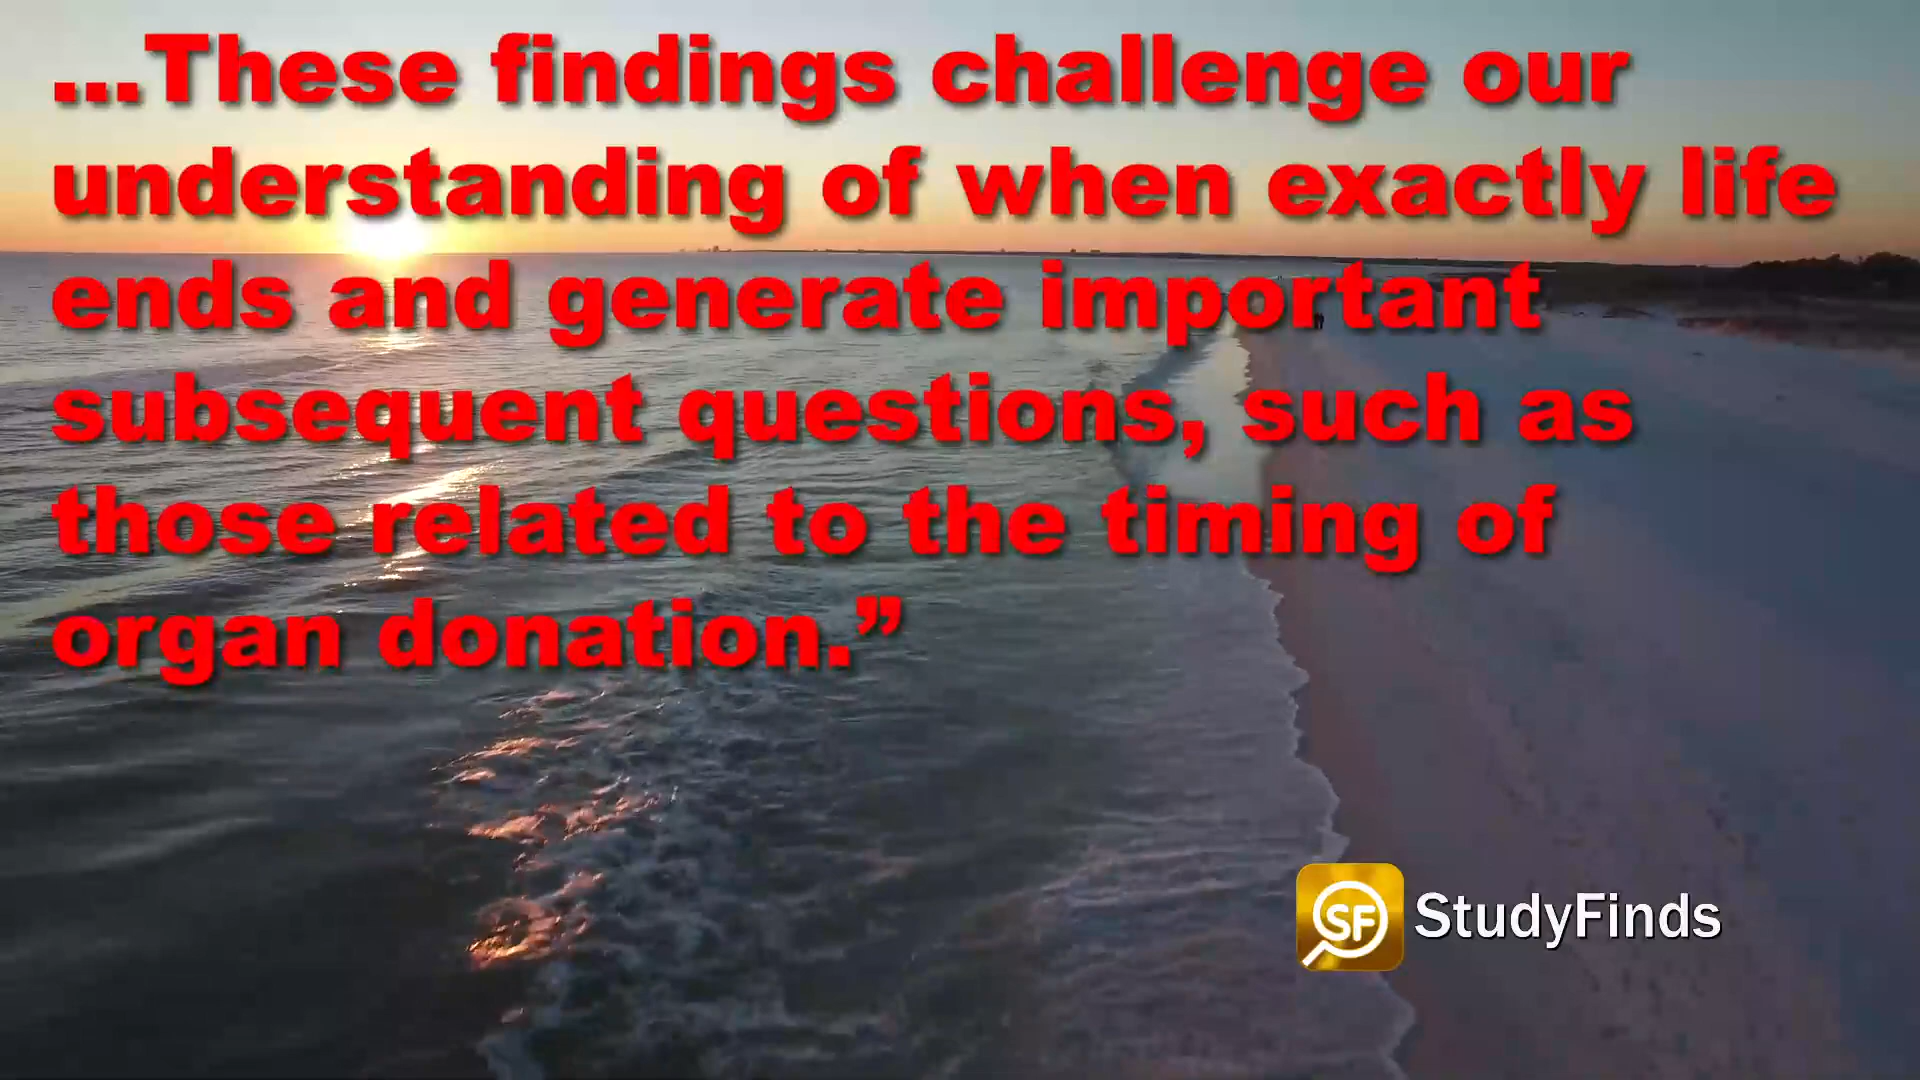 ...These findings challenge our
understanding of when exactly life
ends and generate important
subsequent questions, such as
those related to the timing of
organ donation.”
SF StudyFinds